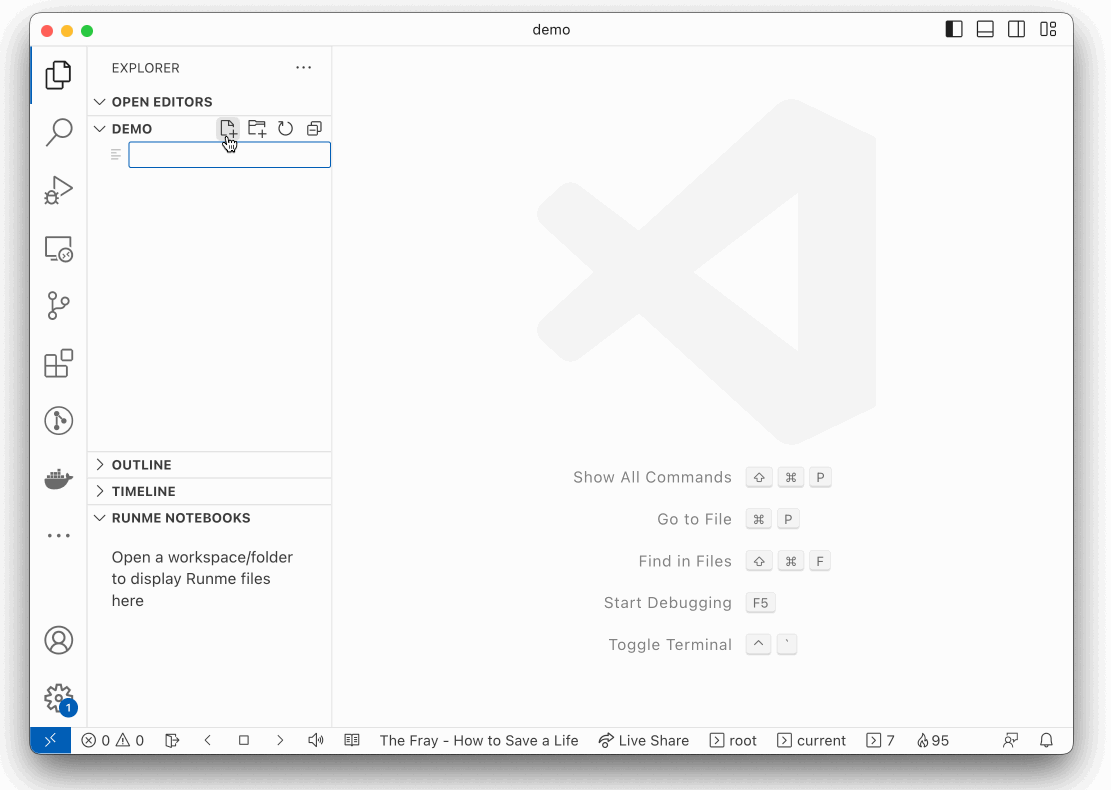 demo
EXPLORER
OPEN EDITORS
DEMO
OUTLINE
TIMELINE
RUNME NOTEBOOKS
Open a workspace/folder
to display Runme files
here
Show All Commands ⇧ ⌘ P
Go to File ⌘ P
Find in Files ⇧ ⌘ F
Start Debugging F5
Toggle Terminal ^ `
1
0 0 The Fray - How to Save a Life Live Share root current 7 95